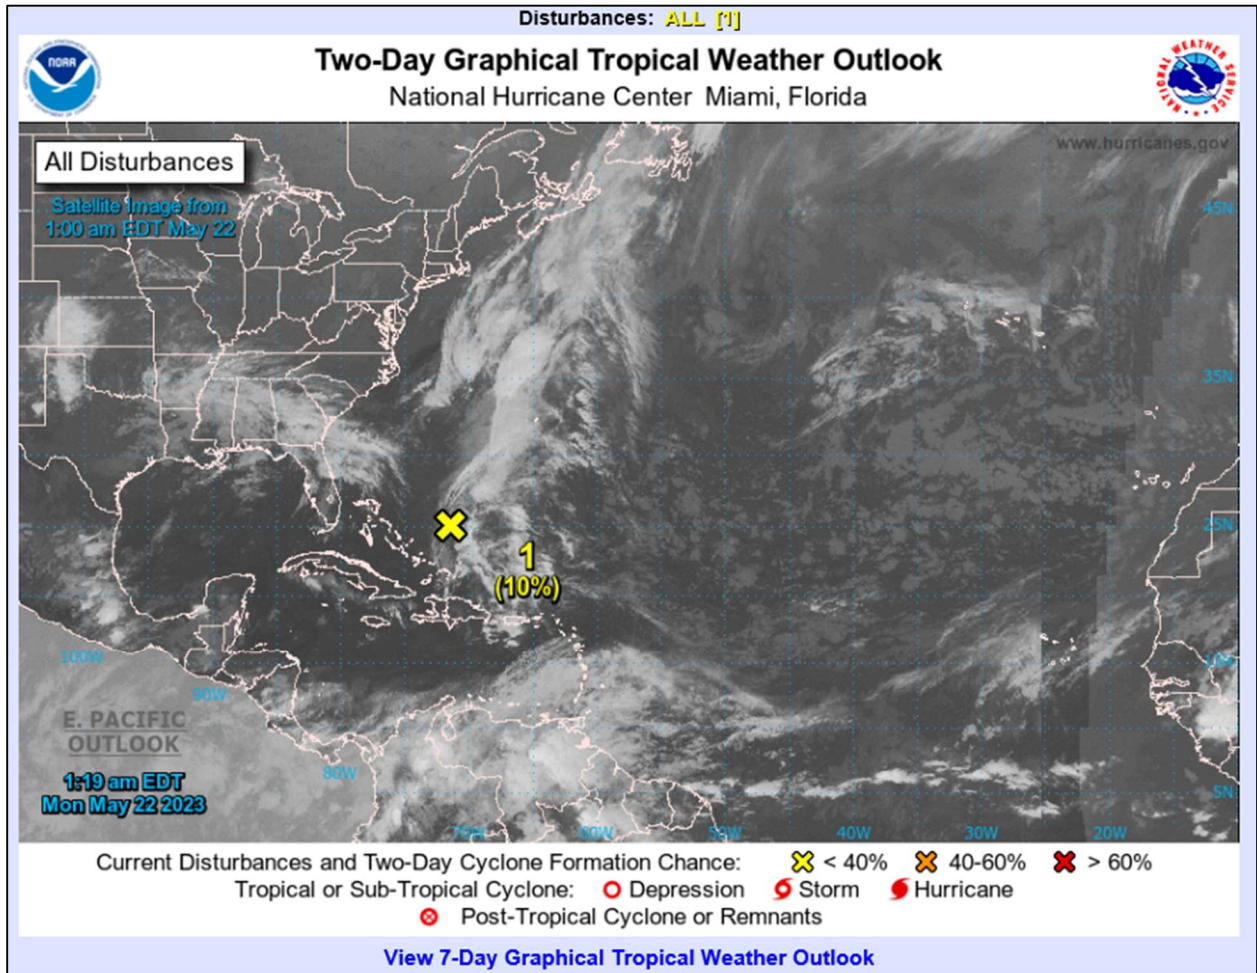 Disturbances: ALL [1]
NOAA
Two-Day Graphical Tropical Weather Outlook
National Hurricane Center Miami, Florida
NATIONAL WEATHER SERVICE
All Disturbances
www.hurricanes.gov
Satellite Image from
1:00 am EDT May 22
45N
35N
25N
1
(10%)
100W
90W
E. PACIFIC
OUTLOOK
80W
1:19 am EDT
Mon May 22 2023
5N
70W 60W 50W 40W 30W 20W
Current Disturbances and Two-Day Cyclone Formation Chance: < 40% 40-60% > 60%
Tropical or Sub-Tropical Cyclone: Depression Storm Hurricane
Post-Tropical Cyclone or Remnants
View 7-Day Graphical Tropical Weather Outlook